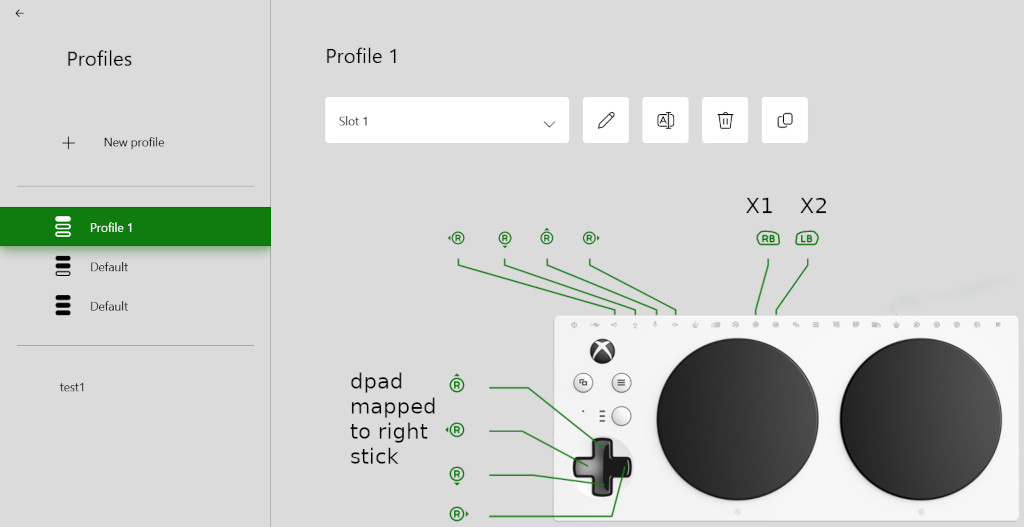 Profiles
Profile 1
Slot 1
New profile
X1 X2
R R R R RB LB
Profile 1
Default
Default
test1
dpad
mapped
to right
stick
R
R
R
R